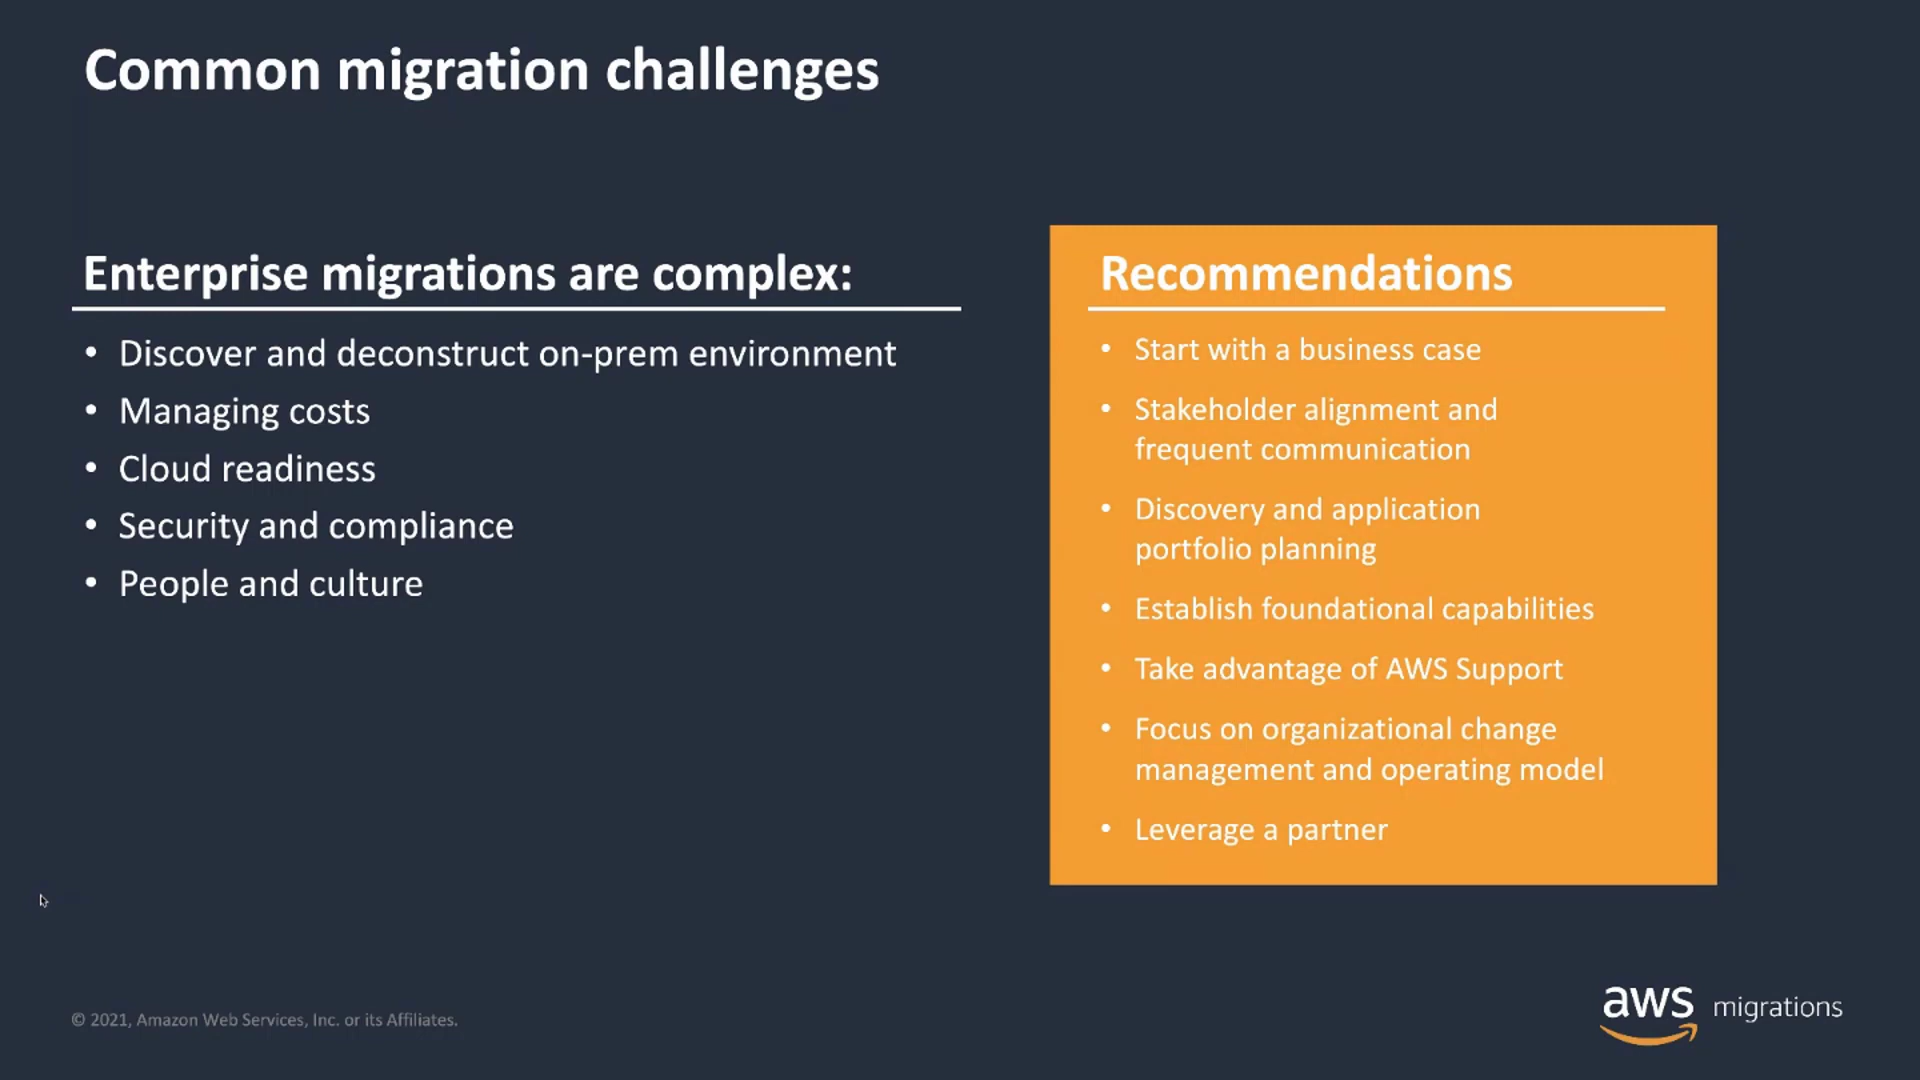 Common migration challenges
Enterprise migrations are complex:
• Discover and deconstruct on-prem environment
• Managing costs
• Cloud readiness
• Security and compliance
• People and culture
Recommendations
• Start with a business case
• Stakeholder alignment and
frequent communication
• Discovery and application
portfolio planning
• Establish foundational capabilities
• Take advantage of AWS Support
• Focus on organizational change
management and operating model
• Leverage a partner
© 2021, Amazon Web Services, Inc. or its Affiliates.
aws migrations